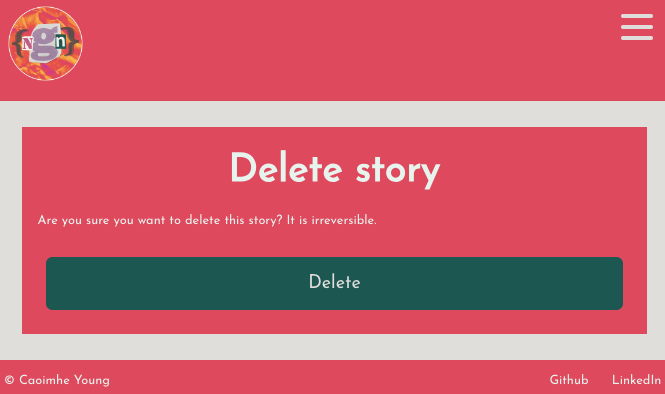 {Ngn}
Delete story
Are you sure you want to delete this story? It is irreversible.
Delete
© Caoimhe Young
Github
LinkedIn